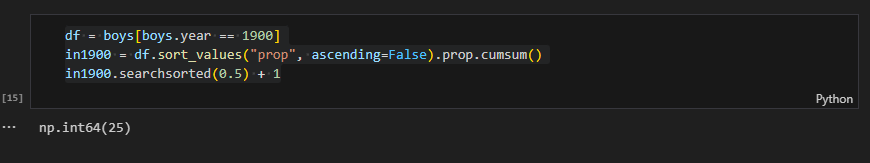 df = boys[boys.year == 1900]
in1900 = df.sort_values("prop", ascending=False).prop.cumsum()
in1900.searchsorted(0.5) + 1
[15]
Python
... np.int64(25)